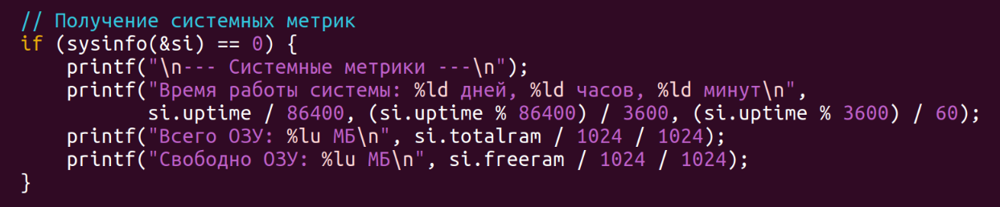 // Получение системных метрик
if (sysinfo(&si) == 0) {
    printf("\n--- Системные метрики ---\n");
    printf("Время работы системы: %ld дней, %ld часов, %ld минут\n",
           si.uptime / 86400, (si.uptime % 86400) / 3600, (si.uptime % 3600) / 60);
    printf("Всего ОЗУ: %lu МБ\n", si.totalram / 1024 / 1024);
    printf("Свободно ОЗУ: %lu МБ\n", si.freeram / 1024 / 1024);
}